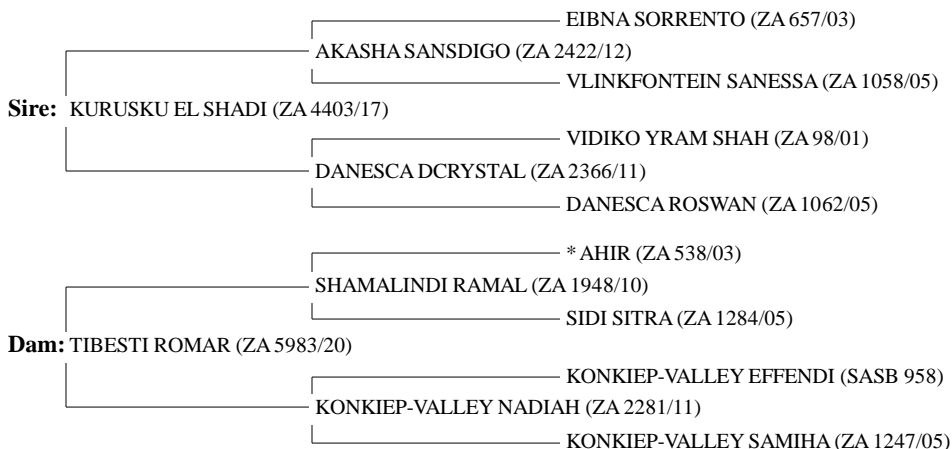 EIBNA SORRENTO (ZA 657/03)
AKASHA SANSDIGO (ZA 2422/12)
VLINKFONTEIN SANESSA (ZA 1058/05)
Sire: KURUSKU EL SHADI (ZA 4403/17)
VIDIKO YRAM SHAH (ZA 98/01)
DANESCA DCRYSTAL (ZA 2366/11)
DANESCA ROSWAN (ZA 1062/05)
* AHIR (ZA 538/03)
SHAMALINDI RAMAL (ZA 1948/10)
SIDI SITRA (ZA 1284/05)
Dam: TIBESTI ROMAR (ZA 5983/20)
KONKIEP-VALLEY EFFENDI (SASB 958)
KONKIEP-VALLEY NADIAH (ZA 2281/11)
KONKIEP-VALLEY SAMIHA (ZA 1247/05)